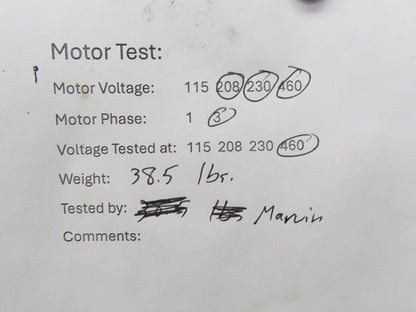 Motor Test:
Motor Voltage: 115 208 230 460
Motor Phase: 1 3
Voltage Tested at: 115 208 230 460
Weight: 38.5 lbs.
Tested by: Marvin
Comments: